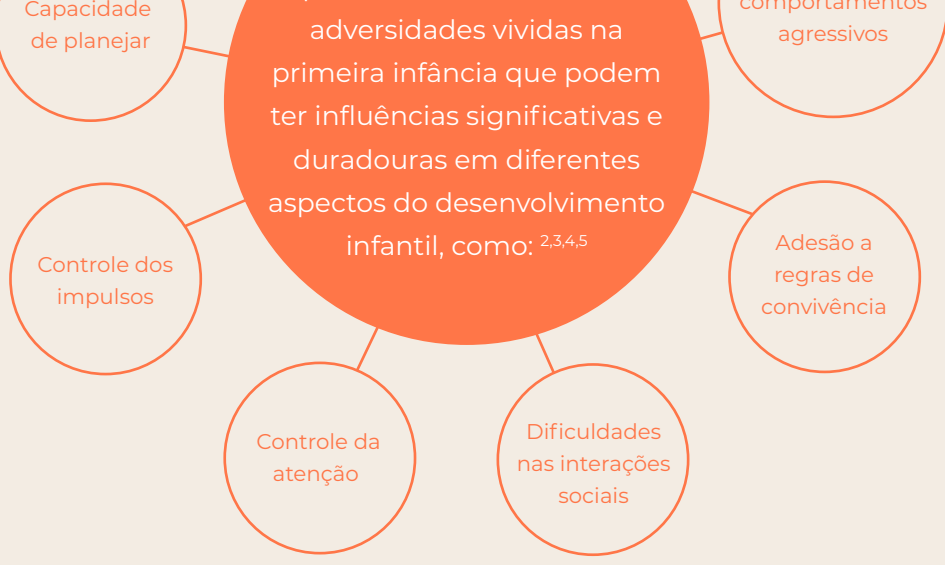 Capacidade
de planejar
adversidades vividas na
primeira infância que podem
ter influências significativas e
duradouras em diferentes
aspectos do desenvolvimento
infantil, como: 2,3,4,5
comportamentos
agressivos
Controle dos
impulsos
Adesão a
regras de
convivência
Controle da
atenção
Dificuldades
nas interações
sociais